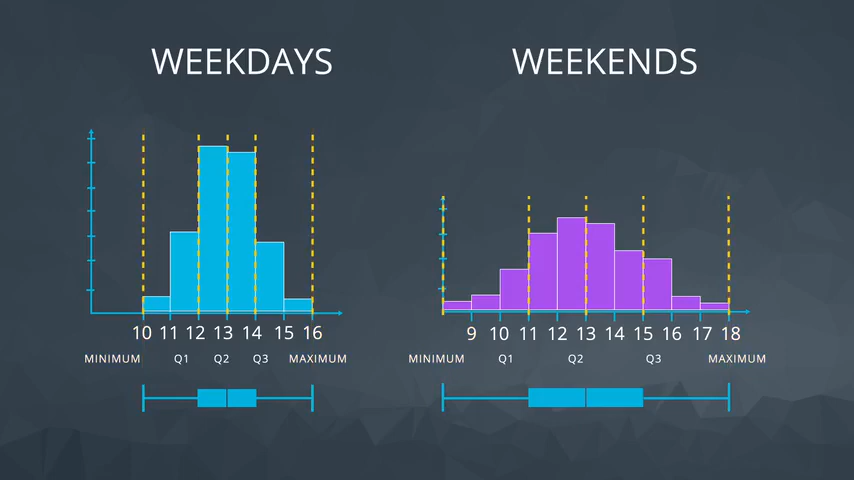 WEEKDAYS
WEEKENDS
10 11 12 13 14 15 16
MINIMUM Q1 Q2 Q3 MAXIMUM
9 10 11 12 13 14 15 16 17 18
MINIMUM Q1 Q2 Q3 MAXIMUM